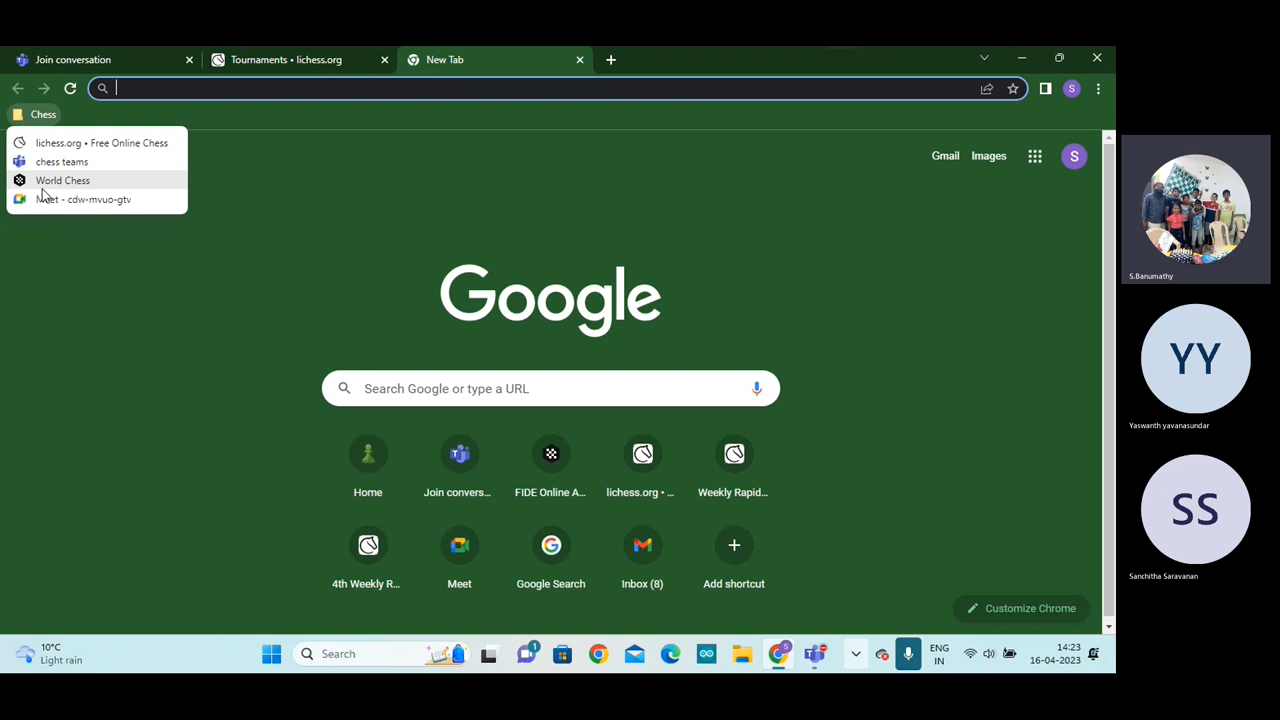 Join conversation
Tournaments • lichess.org
New Tab
Chess
lichess.org • Free Online Chess
chess teams
World Chess
Meet - cdw-mvuo-gtv
Gmail Images
S
S
Google
Search Google or type a URL
Home
Join convers...
FIDE Online A...
lichess.org • ...
Weekly Rapid...
4th Weekly R...
Meet
Google Search
Inbox (8)
Add shortcut
Customize Chrome
10°C
Light rain
Search
1
ENG
IN
14:23
16-04-2023
S.Banumathy
YY
Yaswanth yavanasundar
SS
Sanchitha Saravanan